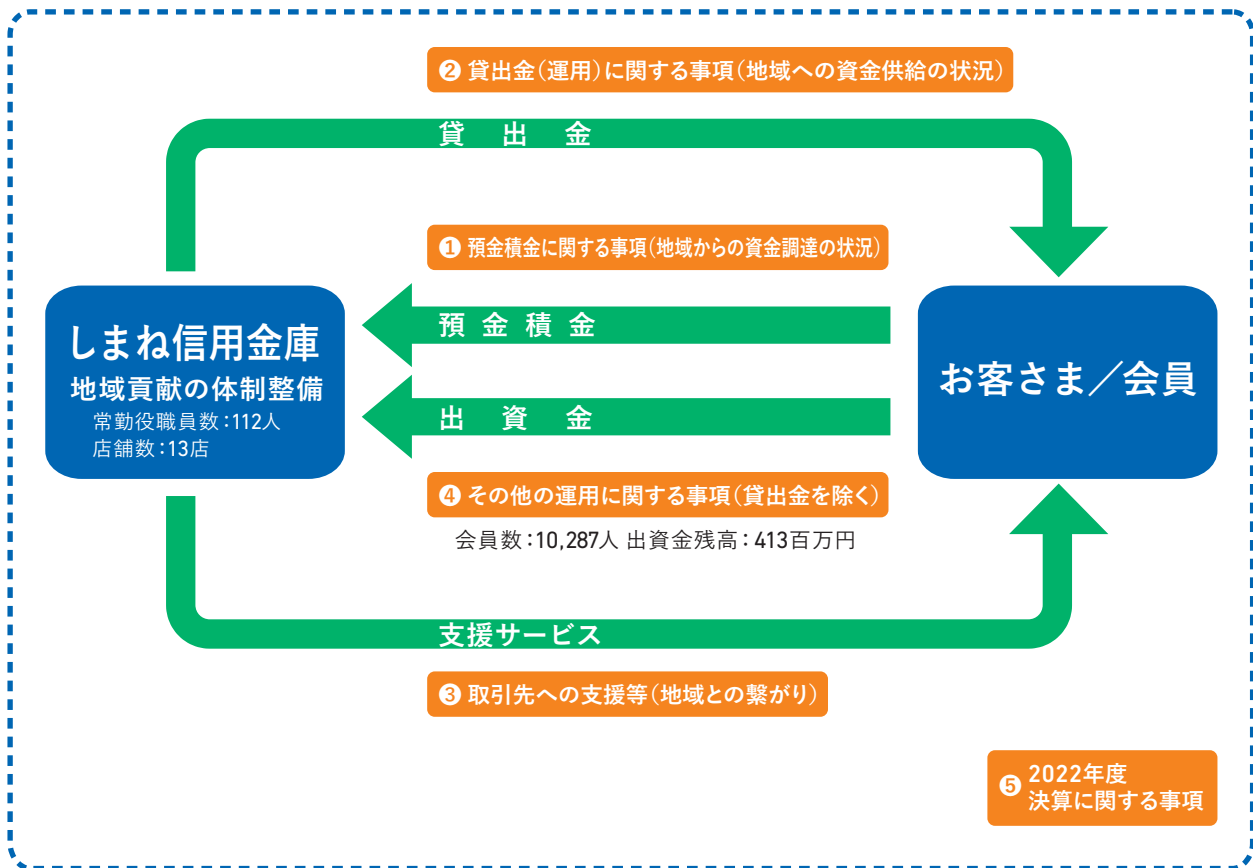 ❷ 貸出金(運用)に関する事項(地域への資金供給の状況)
貸出金
❶ 預金積金に関する事項(地域からの資金調達の状況)
しまね信用金庫
地域貢献の体制整備
常勤役職員数：112人
店舗数：13店
預金積金
出資金
お客さま／会員
❹ その他の運用に関する事項(貸出金を除く)
会員数：10,287人 出資金残高：413百万円
支援サービス
❸ 取引先への支援等(地域との繋がり)
❺ 2022年度
決算に関する事項